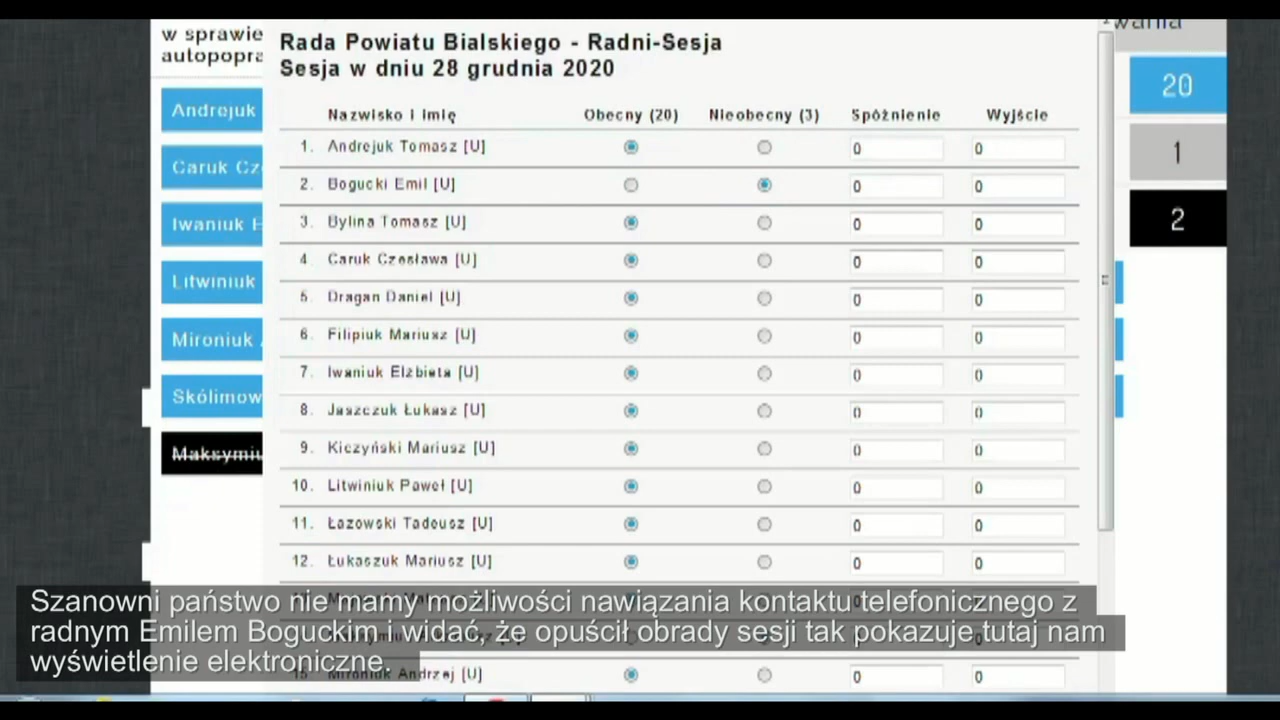 w sprawie
autopopra
Rada Powiatu Bialskiego - Radni-Sesja
Sesja w dniu 28 grudnia 2020
Nazwisko i imię Obecny (20) Nieobecny (3) Spóżnienie Wyjście
1. Andrejuk Tomasz [U] 0 0
2. Bogucki Emil [U] 0 0
3. Bylina Tomasz [U] 0 0
4. Caruk Czesława [U] 0 0
5. Dragan Daniel [U] 0 0
6. Filipiuk Mariusz [U] 0 0
7. Iwaniuk Elżbieta [U] 0 0
8. Jaszczuk Łukasz [U] 0 0
9. Kiczyński Mariusz [U] 0 0
10. Litwiniuk Paweł [U] 0 0
11. Łazowski Tadeusz [U] 0 0
12. Łukaszuk Mariusz [U] 0 0
15. Mironiuk Andrzej [U] 0 0
Andrejuk
Caruk Cze
Iwaniuk E
Litwiniuk
Mironiuk A
Skólimow
Maksymiu
wania
20
1
2
Szanowni państwo nie mamy możliwości nawiązania kontaktu telefonicznego z
radnym Emilem Boguckim i widać, że opuścił obrady sesji tak pokazuje tutaj nam
wyświetlenie elektroniczne.